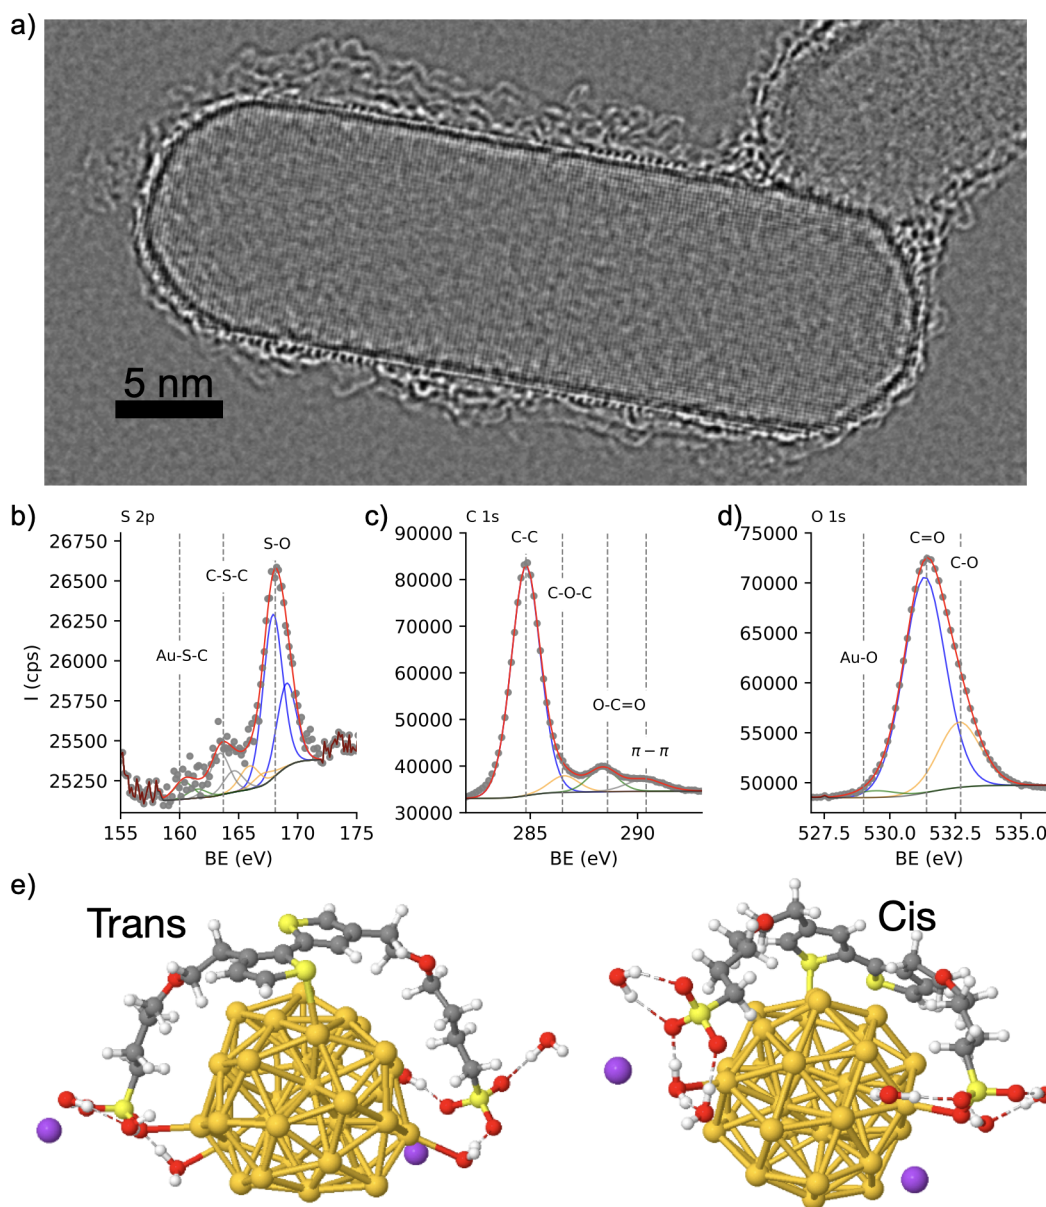 a)
5 nm
b)
S 2p
26750
26500
26250
26000
25750
25500
25250
I (cps)
S-O
C-S-C
Au-S-C
155 160 165 170 175
BE (eV)
c)
C 1s
90000
80000
70000
60000
50000
40000
30000
C-C
C-O-C
O-C=O
π − π
285 290
BE (eV)
d)
O 1s
75000
70000
65000
60000
55000
50000
C=O
C-O
Au-O
527.5 530.0 532.5 535.0
BE (eV)
e)
Trans
Cis